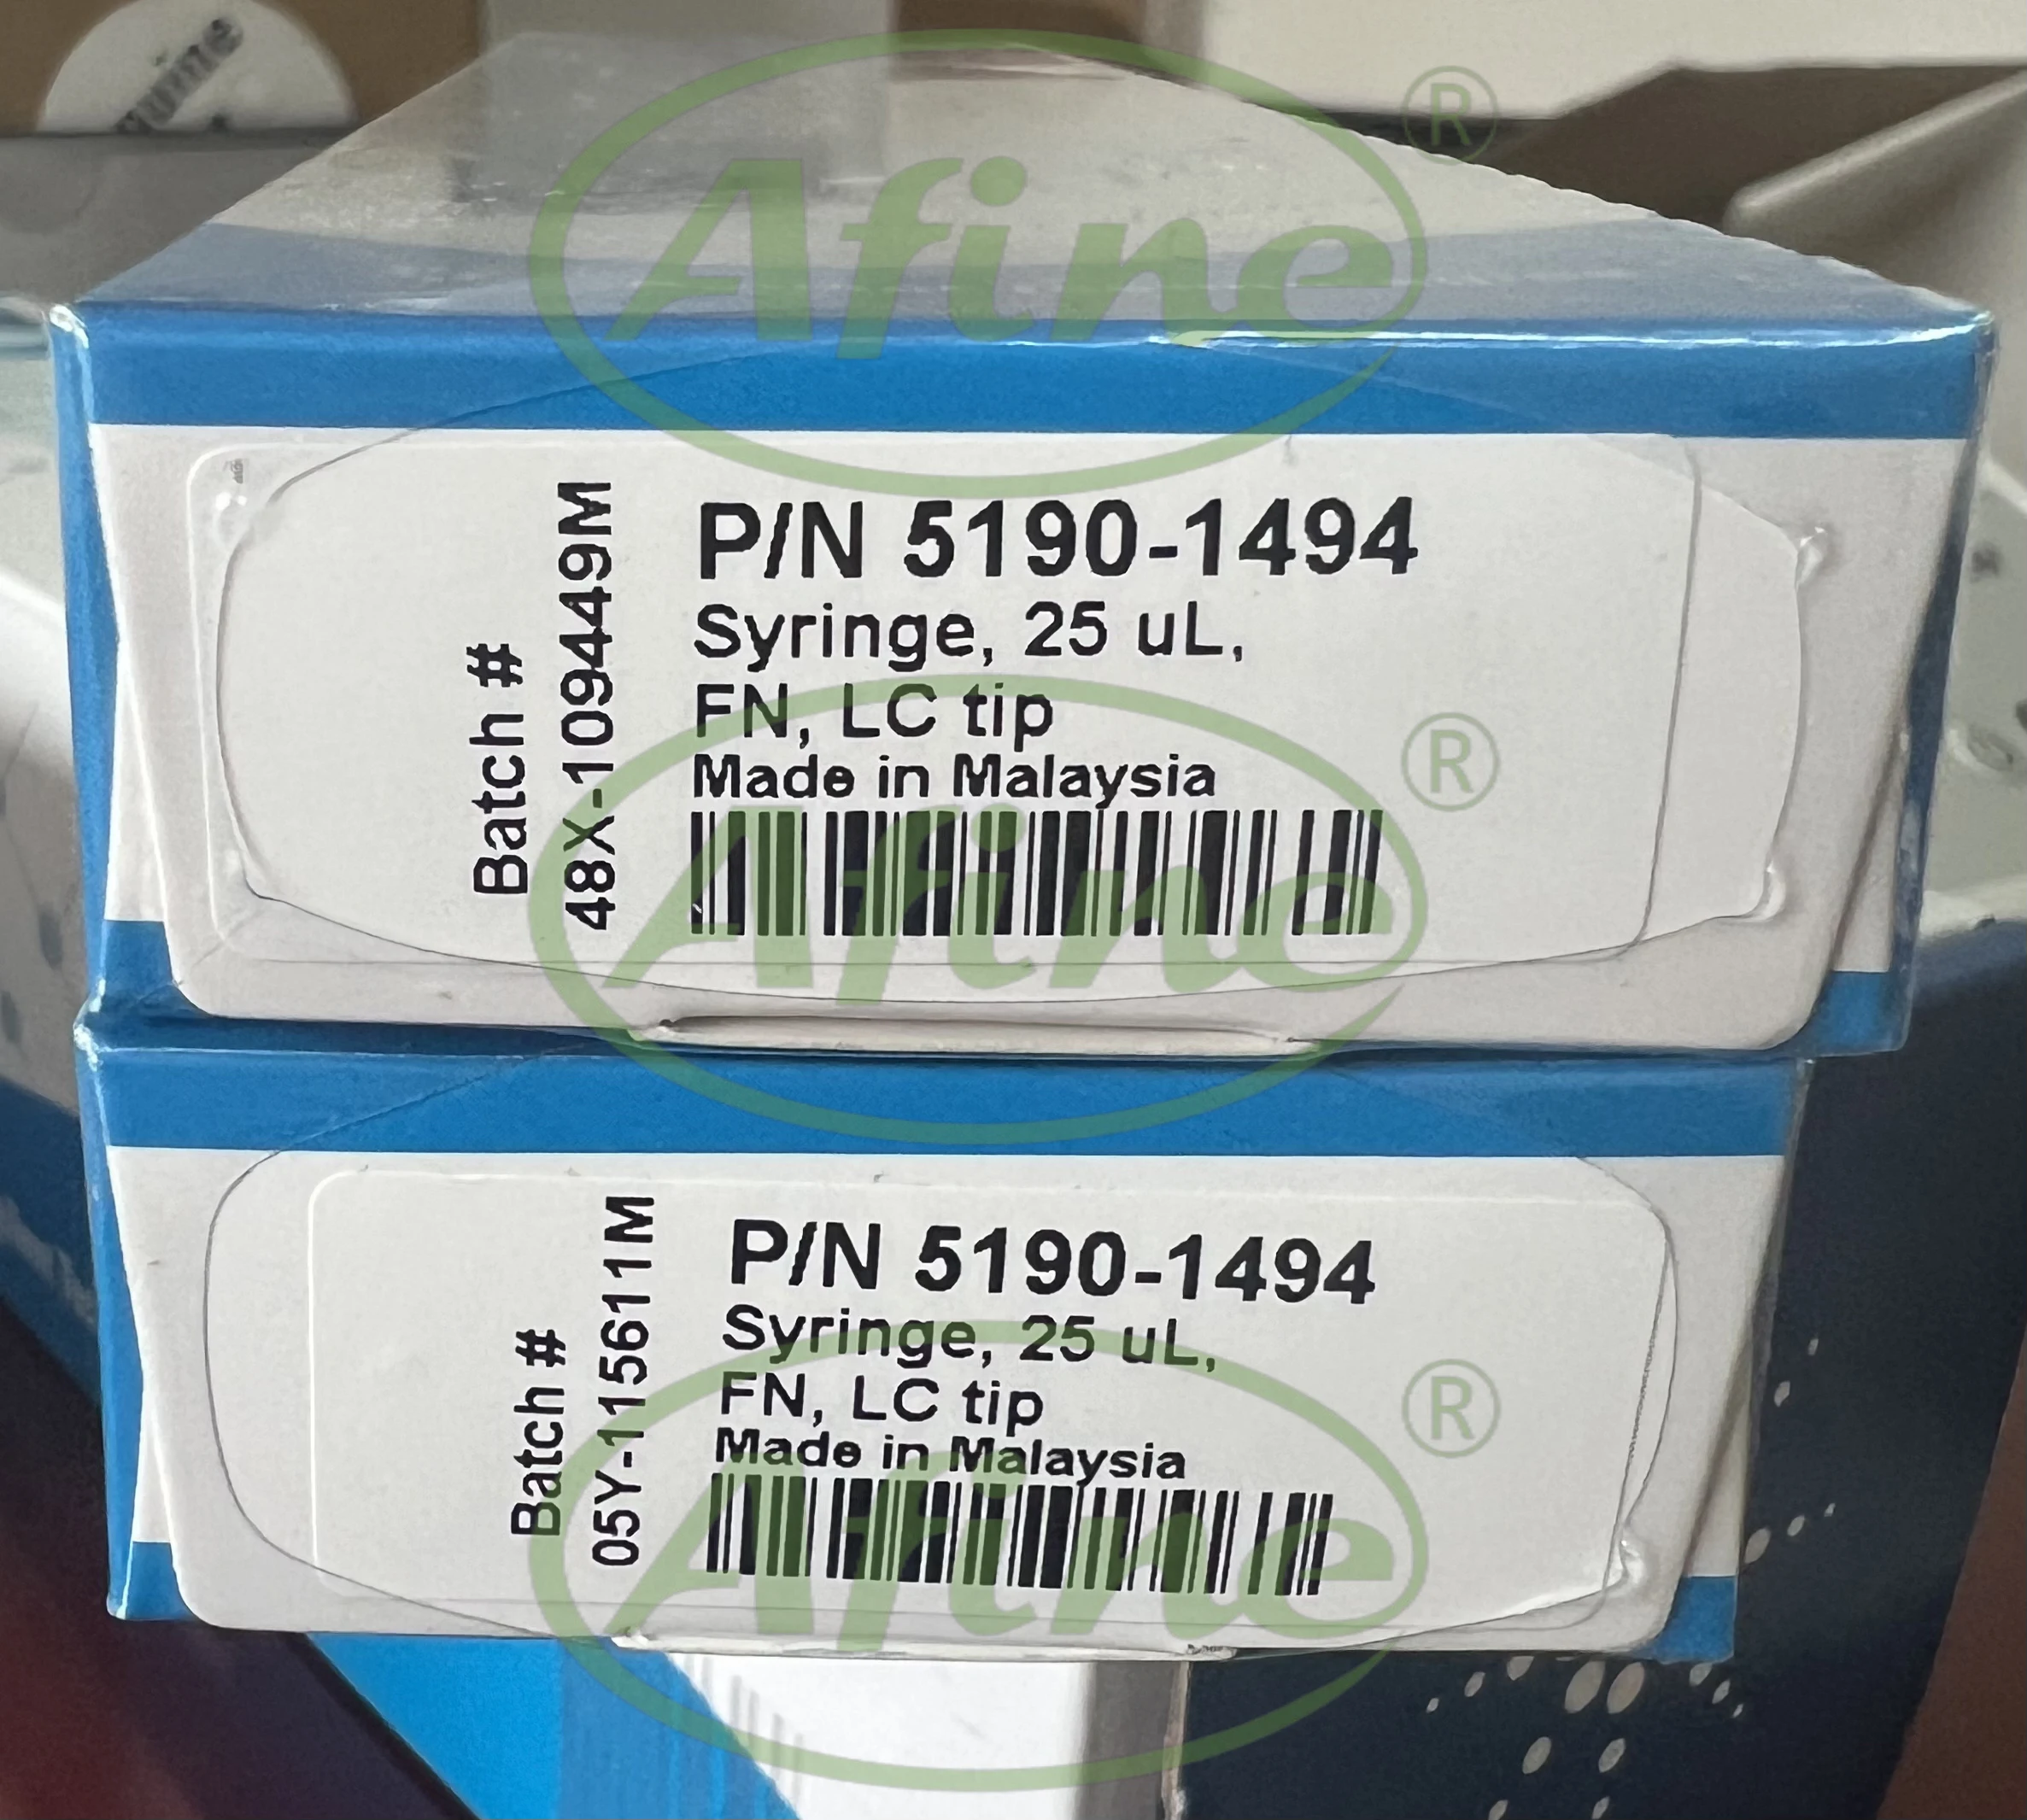 Afine ®
Batch #
48X-109449M
P/N 5190-1494
Syringe, 25 uL,
FN, LC tip
Made in Malaysia
Afine ®
Batch #
05Y-115611M
P/N 5190-1494
Syringe, 25 uL,
FN, LC tip
Made in Malaysia
Afine ®